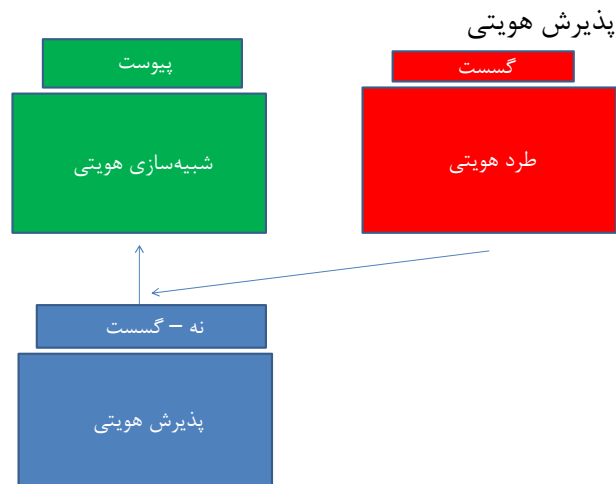 پذیرش هویتی
گسست
طرد هویتی
پیوست
شبیه‌سازی هویتی
نه – گسست
پذیرش هویتی